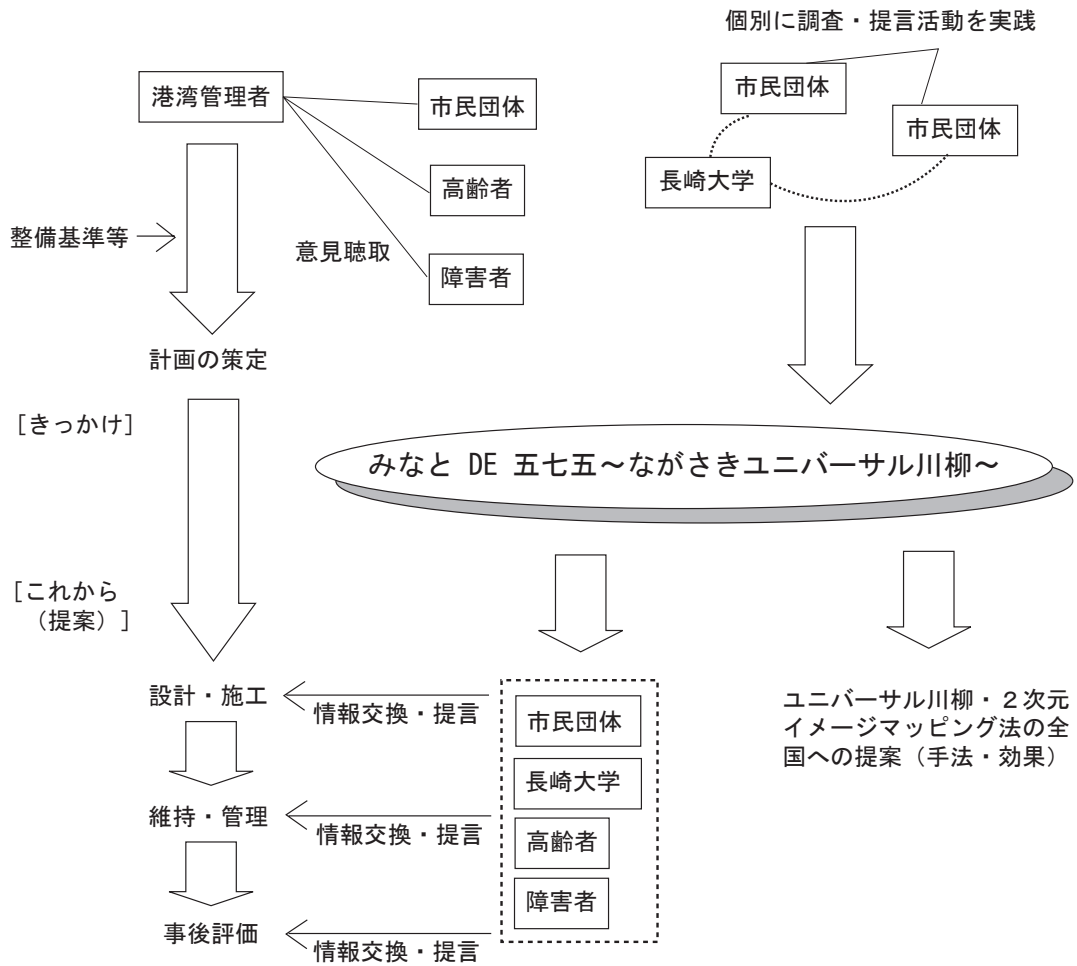 個別に調査・提言活動を実践
港湾管理者
市民団体
高齢者
障害者
意見聴取
整備基準等
計画の策定
市民団体
市民団体
長崎大学
[きっかけ]
みなと DE 五七五～ながさきユニバーサル川柳～
[これから
（提案）]
設計・施工
情報交換・提言
維持・管理
情報交換・提言
事後評価
情報交換・提言
市民団体
長崎大学
高齢者
障害者
ユニバーサル川柳・２次元
イメージマッピング法の全
国への提案（手法・効果）